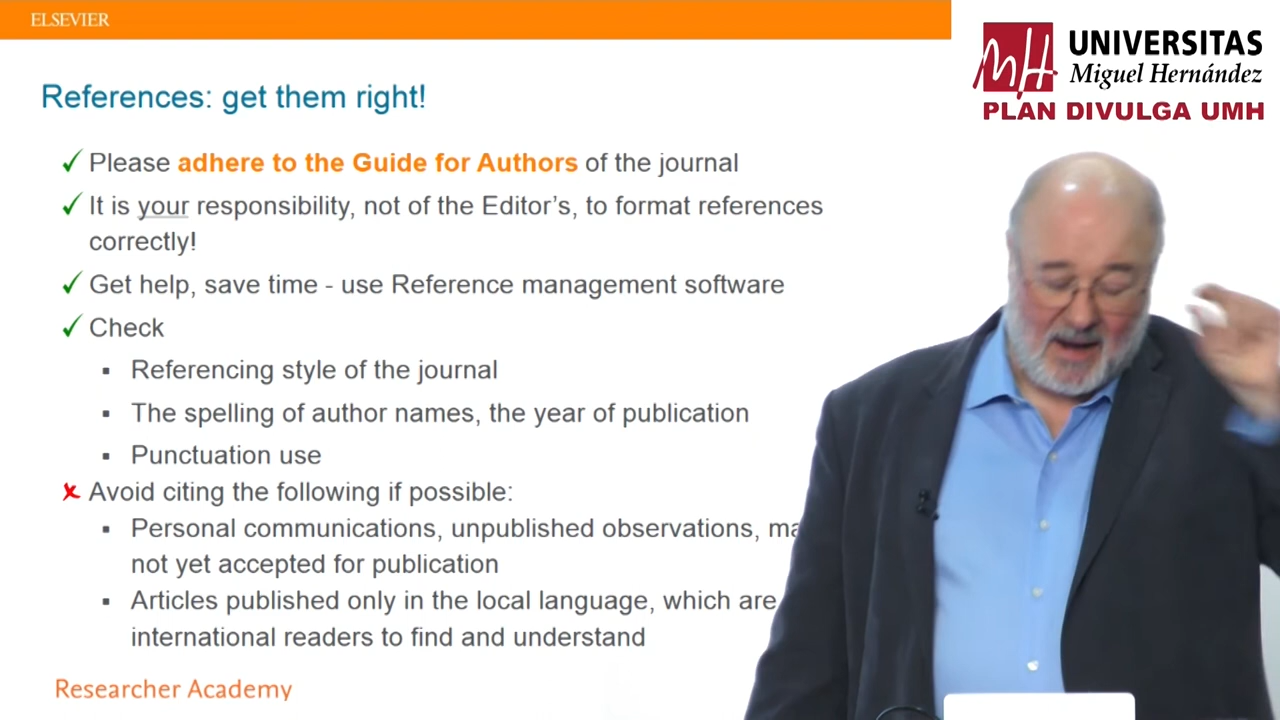 ELSEVIER
UNIVERSITAS
Miguel Hernández
PLAN DIVULGA UMH
References: get them right!
Please adhere to the Guide for Authors of the journal
It is your responsibility, not of the Editor's, to format references
correctly!
Get help, save time - use Reference management software
Check
Referencing style of the journal
The spelling of author names, the year of publication
Punctuation use
Avoid citing the following if possible:
Personal communications, unpublished observations,
not yet accepted for publication
Articles published only in the local language, which are
international readers to find and understand
Researcher Academy